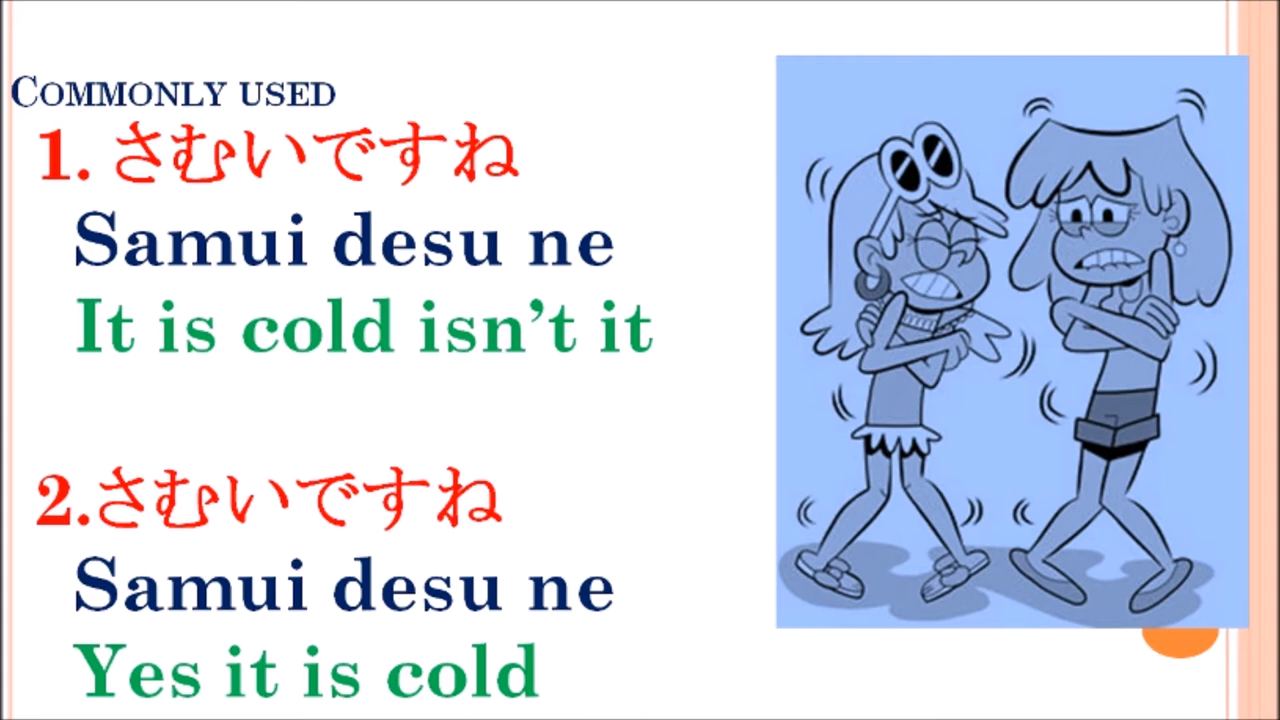 COMMONLY USED
1. さむいですね
Samui desu ne
It is cold isn't it
2.さむいですね
Samui desu ne
Yes it is cold